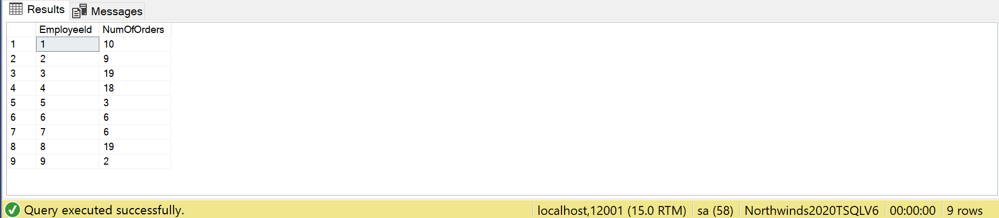 Results Messages
EmployeeId NumOfOrders
1 1 10
2 2 9
3 3 19
4 4 18
5 5 3
6 6 6
7 7 6
8 8 19
9 9 2
Query executed successfully. localhost,12001 (15.0 RTM) sa (58) Northwinds2020TSQLV6 00:00:00 9 rows